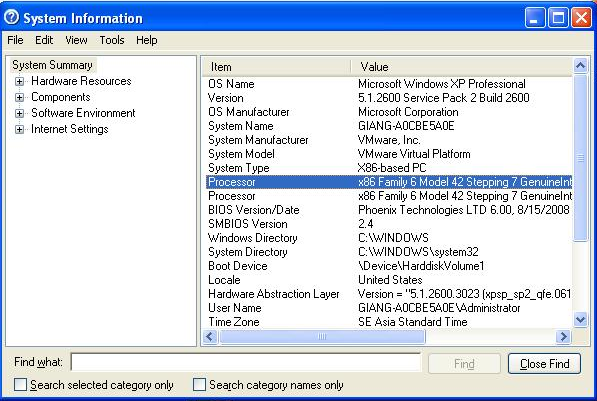 System Information
File Edit View Tools Help
System Summary
Hardware Resources
Components
Software Environment
Internet Settings
Item Value
OS Name Microsoft Windows XP Professional
Version 5.1.2600 Service Pack 2 Build 2600
OS Manufacturer Microsoft Corporation
System Name GIANG-A0CBE5A0E
System Manufacturer VMware, Inc.
System Model VMware Virtual Platform
System Type X86-based PC
Processor x86 Family 6 Model 42 Stepping 7 GenuineInt
Processor x86 Family 6 Model 42 Stepping 7 GenuineInt
BIOS Version/Date Phoenix Technologies LTD 6.00, 8/15/2008
SMBIOS Version 2.4
Windows Directory C:\WINDOWS
System Directory C:\WINDOWS\system32
Boot Device \Device\HarddiskVolume1
Locale United States
Hardware Abstraction Layer Version = "5.1.2600.3023 (xpsp_sp2_qfe.061
User Name GIANG-A0CBE5A0E\Administrator
Time Zone SE Asia Standard Time
Find what: Find Close Find
Search selected category only Search category names only